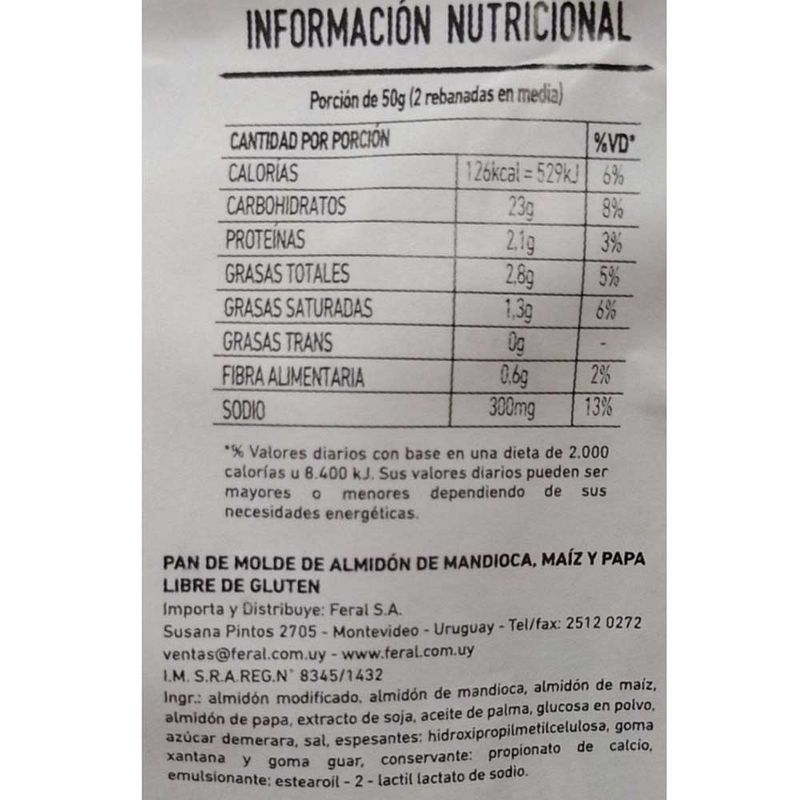 INFORMACIÓN NUTRICIONAL
Porción de 50g (2 rebanadas en media)
CANTIDAD POR PORCIÓN %VD*
CALORÍAS 126kcal = 529kJ 6%
CARBOHIDRATOS 23g 8%
PROTEÍNAS 2,1g 3%
GRASAS TOTALES 2,8g 5%
GRASAS SATURADAS 1,3g 6%
GRASAS TRANS 0g -
FIBRA ALIMENTARIA 0,6g 2%
SODIO 300mg 13%
*% Valores diarios con base en una dieta de 2.000
calorías u 8.400 kJ. Sus valores diarios pueden ser
mayores o menores dependiendo de sus
necesidades energéticas.
PAN DE MOLDE DE ALMIDÓN DE MANDIOCA, MAÍZ Y PAPA
LIBRE DE GLUTEN
Importa y Distribuye: Feral S.A.
Susana Pintos 2705 - Montevideo - Uruguay - Tel/fax: 2512 0272
ventas@feral.com.uy - www.feral.com.uy
I.M. S.R.A.REG.N° 8345/1432
Ingr.: almidón modificado, almidón de mandioca, almidón de maíz,
almidón de papa, extracto de soja, aceite de palma, glucosa en polvo,
azúcar demerara, sal, espesantes: hidroxipropilmetilcelulosa, goma
xantana y goma guar, conservante: propionato de calcio,
emulsionante: estearoil - 2 - lactil lactato de sodio.